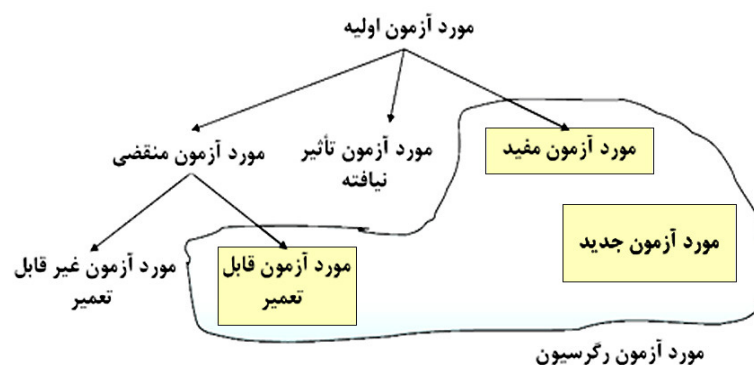 مورد آزمون اولیه
مورد آزمون منقضی
مورد آزمون تأثیر
نیافته
مورد آزمون مفید
مورد آزمون جدید
مورد آزمون قابل
تعمیر
مورد آزمون غیر قابل
تعمیر
مورد آزمون رگرسیون